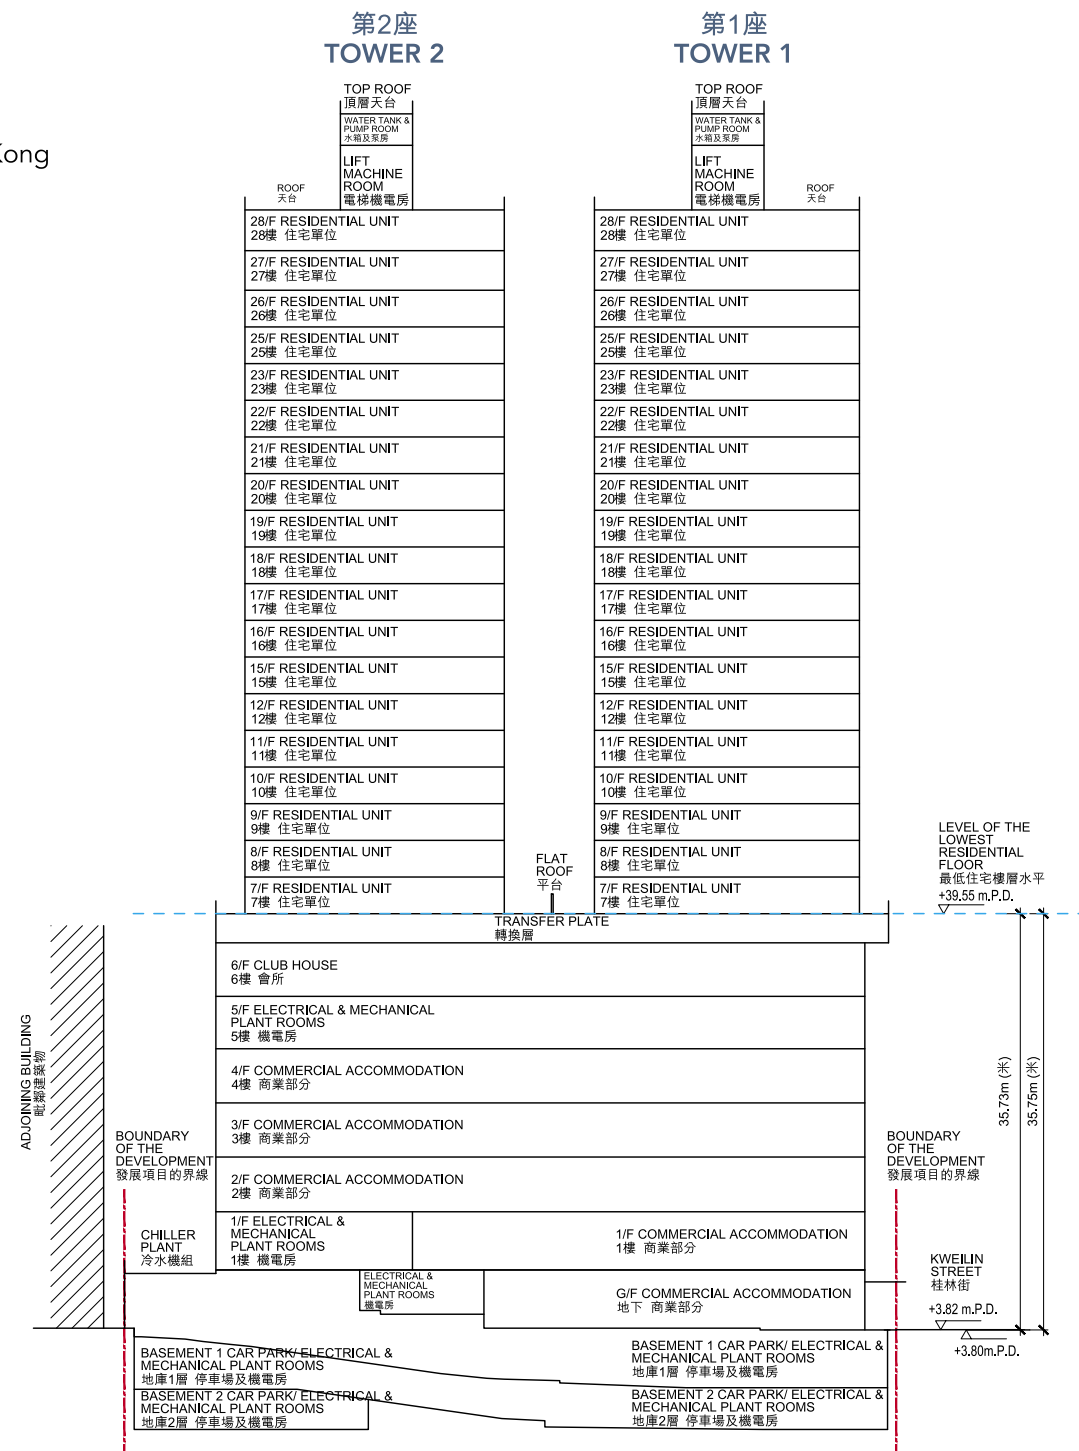 第2座
TOWER 2
第1座
TOWER 1
Kong
TOP ROOF
頂層天台
WATER TANK &
PUMP ROOM
水箱及泵房
LIFT
MACHINE
ROOM
電梯機電房
ROOF
天台
TOP ROOF
頂層天台
WATER TANK &
PUMP ROOM
水箱及泵房
LIFT
MACHINE
ROOM
電梯機電房
ROOF
天台
28/F RESIDENTIAL UNIT
28樓 住宅單位
27/F RESIDENTIAL UNIT
27樓 住宅單位
26/F RESIDENTIAL UNIT
26樓 住宅單位
25/F RESIDENTIAL UNIT
25樓 住宅單位
23/F RESIDENTIAL UNIT
23樓 住宅單位
22/F RESIDENTIAL UNIT
22樓 住宅單位
21/F RESIDENTIAL UNIT
21樓 住宅單位
20/F RESIDENTIAL UNIT
20樓 住宅單位
19/F RESIDENTIAL UNIT
19樓 住宅單位
18/F RESIDENTIAL UNIT
18樓 住宅單位
17/F RESIDENTIAL UNIT
17樓 住宅單位
16/F RESIDENTIAL UNIT
16樓 住宅單位
15/F RESIDENTIAL UNIT
15樓 住宅單位
12/F RESIDENTIAL UNIT
12樓 住宅單位
11/F RESIDENTIAL UNIT
11樓 住宅單位
10/F RESIDENTIAL UNIT
10樓 住宅單位
9/F RESIDENTIAL UNIT
9樓 住宅單位
8/F RESIDENTIAL UNIT
8樓 住宅單位
7/F RESIDENTIAL UNIT
7樓 住宅單位
28/F RESIDENTIAL UNIT
28樓 住宅單位
27/F RESIDENTIAL UNIT
27樓 住宅單位
26/F RESIDENTIAL UNIT
26樓 住宅單位
25/F RESIDENTIAL UNIT
25樓 住宅單位
23/F RESIDENTIAL UNIT
23樓 住宅單位
22/F RESIDENTIAL UNIT
22樓 住宅單位
21/F RESIDENTIAL UNIT
21樓 住宅單位
20/F RESIDENTIAL UNIT
20樓 住宅單位
19/F RESIDENTIAL UNIT
19樓 住宅單位
18/F RESIDENTIAL UNIT
18樓 住宅單位
17/F RESIDENTIAL UNIT
17樓 住宅單位
16/F RESIDENTIAL UNIT
16樓 住宅單位
15/F RESIDENTIAL UNIT
15樓 住宅單位
12/F RESIDENTIAL UNIT
12樓 住宅單位
11/F RESIDENTIAL UNIT
11樓 住宅單位
10/F RESIDENTIAL UNIT
10樓 住宅單位
9/F RESIDENTIAL UNIT
9樓 住宅單位
8/F RESIDENTIAL UNIT
8樓 住宅單位
7/F RESIDENTIAL UNIT
7樓 住宅單位
FLAT
ROOF
平台
LEVEL OF THE
LOWEST
RESIDENTIAL
FLOOR
最低住宅樓層水平
+39.55 m.P.D.
TRANSFER PLATE
轉換層
6/F CLUB HOUSE
6樓 會所
5/F ELECTRICAL & MECHANICAL
PLANT ROOMS
5樓 機電房
4/F COMMERCIAL ACCOMMODATION
4樓 商業部分
3/F COMMERCIAL ACCOMMODATION
3樓 商業部分
2/F COMMERCIAL ACCOMMODATION
2樓 商業部分
ADJOINING BUILDING
毗鄰建築物
35.73m (米)
35.75m (米)
BOUNDARY
OF THE
DEVELOPMENT
發展項目的界線
BOUNDARY
OF THE
DEVELOPMENT
發展項目的界線
CHILLER
PLANT
冷水機組
1/F ELECTRICAL &
MECHANICAL
PLANT ROOMS
1樓 機電房
1/F COMMERCIAL ACCOMMODATION
1樓 商業部分
ELECTRICAL &
MECHANICAL
PLANT ROOMS
機電房
G/F COMMERCIAL ACCOMMODATION
地下 商業部分
KWEILIN
STREET
桂林街
+3.82 m.P.D.
+3.80m.P.D.
BASEMENT 1 CAR PARK/ ELECTRICAL &
MECHANICAL PLANT ROOMS
地庫1層 停車場及機電房
BASEMENT 2 CAR PARK/ ELECTRICAL &
MECHANICAL PLANT ROOMS
地庫2層 停車場及機電房
BASEMENT 1 CAR PARK/ ELECTRICAL &
MECHANICAL PLANT ROOMS
地庫1層 停車場及機電房
BASEMENT 2 CAR PARK/ ELECTRICAL &
MECHANICAL PLANT ROOMS
地庫2層 停車場及機電房